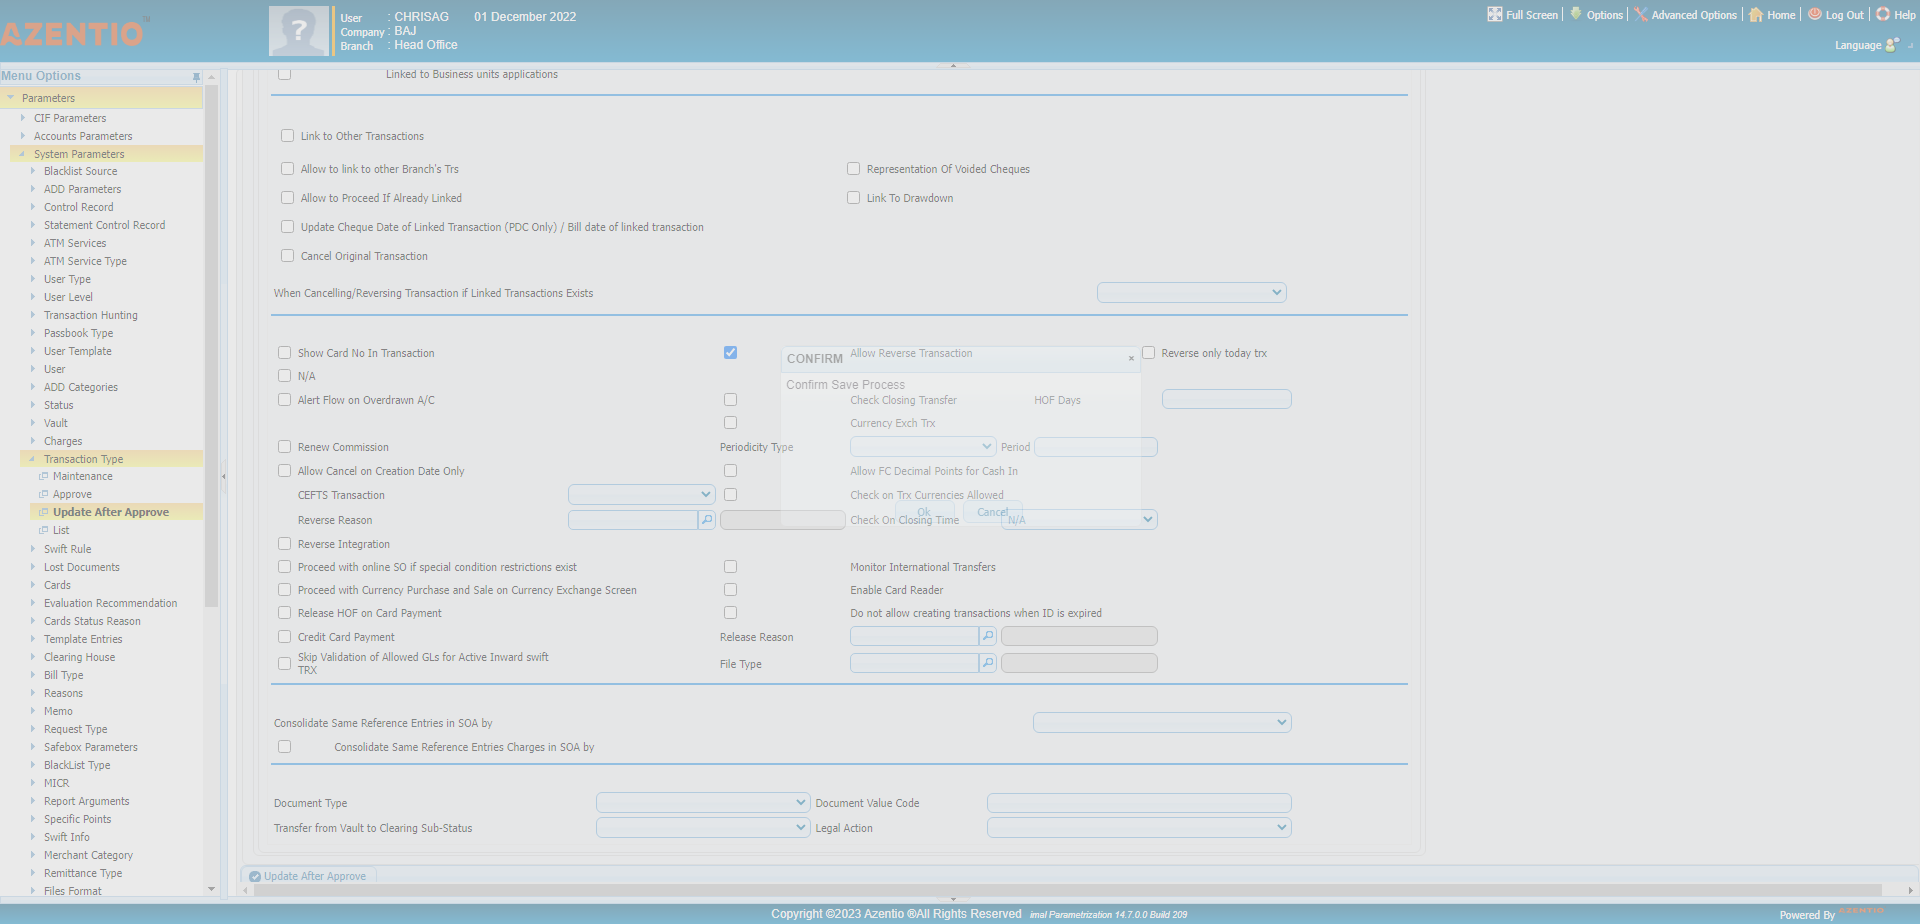 AZENTIO™
User : CHRISAG 01 December 2022
Company : BAJ
Branch : Head Office
Full Screen Options Advanced Options Home Log Out Help
Language
Menu Options
Parameters
CIF Parameters
Accounts Parameters
System Parameters
Blacklist Source
ADD Parameters
Control Record
Statement Control Record
ATM Services
ATM Service Type
User Type
User Level
Transaction Hunting
Passbook Type
User Template
User
ADD Categories
Status
Vault
Charges
Transaction Type
Maintenance
Approve
Update After Approve
List
Swift Rule
Lost Documents
Cards
Evaluation Recommendation
Cards Status Reason
Template Entries
Clearing House
Bill Type
Reasons
Memo
Request Type
Safebox Parameters
BlackList Type
MICR
Report Arguments
Specific Points
Swift Info
Merchant Category
Remittance Type
Files Format
Linked to Business units applications
Link to Other Transactions
Allow to link to other Branch's Trs Representation Of Voided Cheques
Allow to Proceed If Already Linked Link To Drawdown
Update Cheque Date of Linked Transaction (PDC Only) / Bill date of linked transaction
Cancel Original Transaction
When Cancelling/Reversing Transaction if Linked Transactions Exists
Show Card No In Transaction Allow Reverse Transaction Reverse only today trx
N/A
Alert Flow on Overdrawn A/C Check Closing Transfer HOF Days
Currency Exch Trx
Renew Commission Periodicity Type Period
Allow Cancel on Creation Date Only Allow FC Decimal Points for Cash In
CEFTS Transaction Check on Trx Currencies Allowed
Reverse Reason Check On Closing Time N/A
Reverse Integration
Proceed with online SO if special condition restrictions exist Monitor International Transfers
Proceed with Currency Purchase and Sale on Currency Exchange Screen Enable Card Reader
Release HOF on Card Payment Do not allow creating transactions when ID is expired
Credit Card Payment Release Reason
Skip Validation of Allowed GLs for Active Inward swift
TRX
File Type
CONFIRM ×
Confirm Save Process
Ok Cancel
Consolidate Same Reference Entries in SOA by
Consolidate Same Reference Entries Charges in SOA by
Document Type Document Value Code
Transfer from Vault to Clearing Sub-Status Legal Action
Update After Approve
Copyright ©2023 Azentio ®All Rights Reserved imal Parametrization 14.7.0.0 Build 209
Powered By AZENTIO